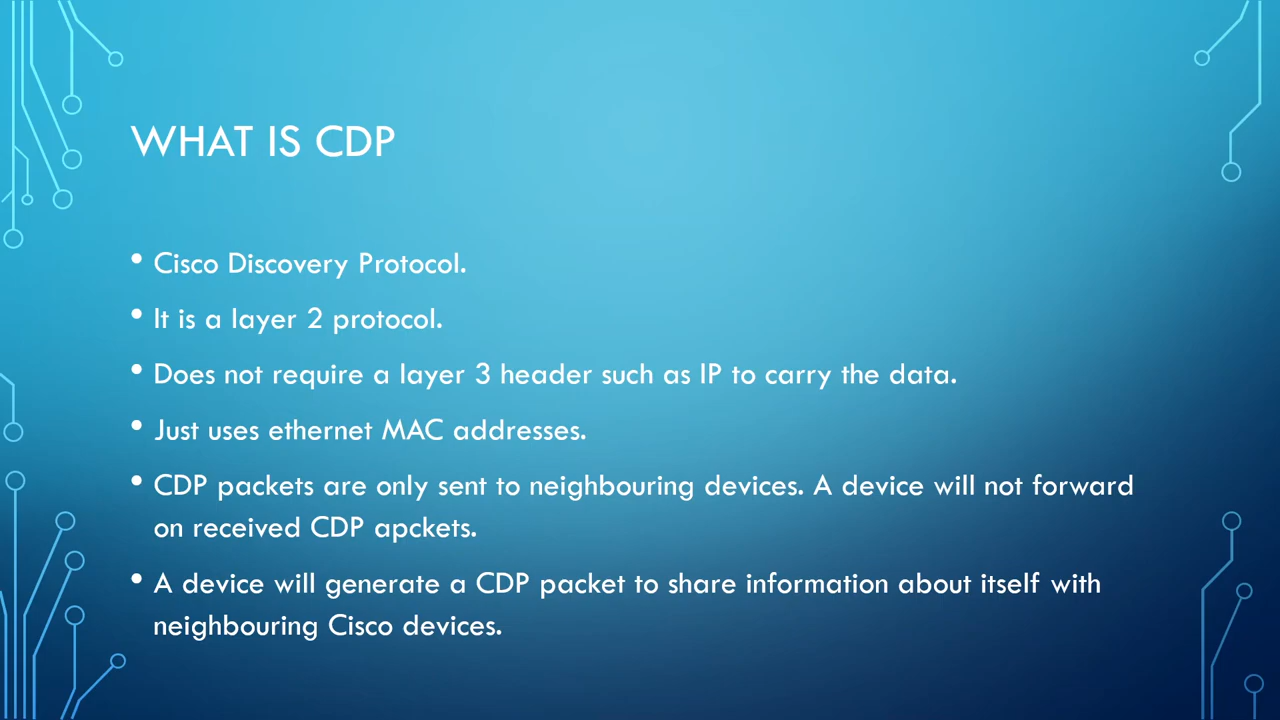 WHAT IS CDP
• Cisco Discovery Protocol.
• It is a layer 2 protocol.
• Does not require a layer 3 header such as IP to carry the data.
• Just uses ethernet MAC addresses.
• CDP packets are only sent to neighbouring devices. A device will not forward
on received CDP apckets.
• A device will generate a CDP packet to share information about itself with
neighbouring Cisco devices.